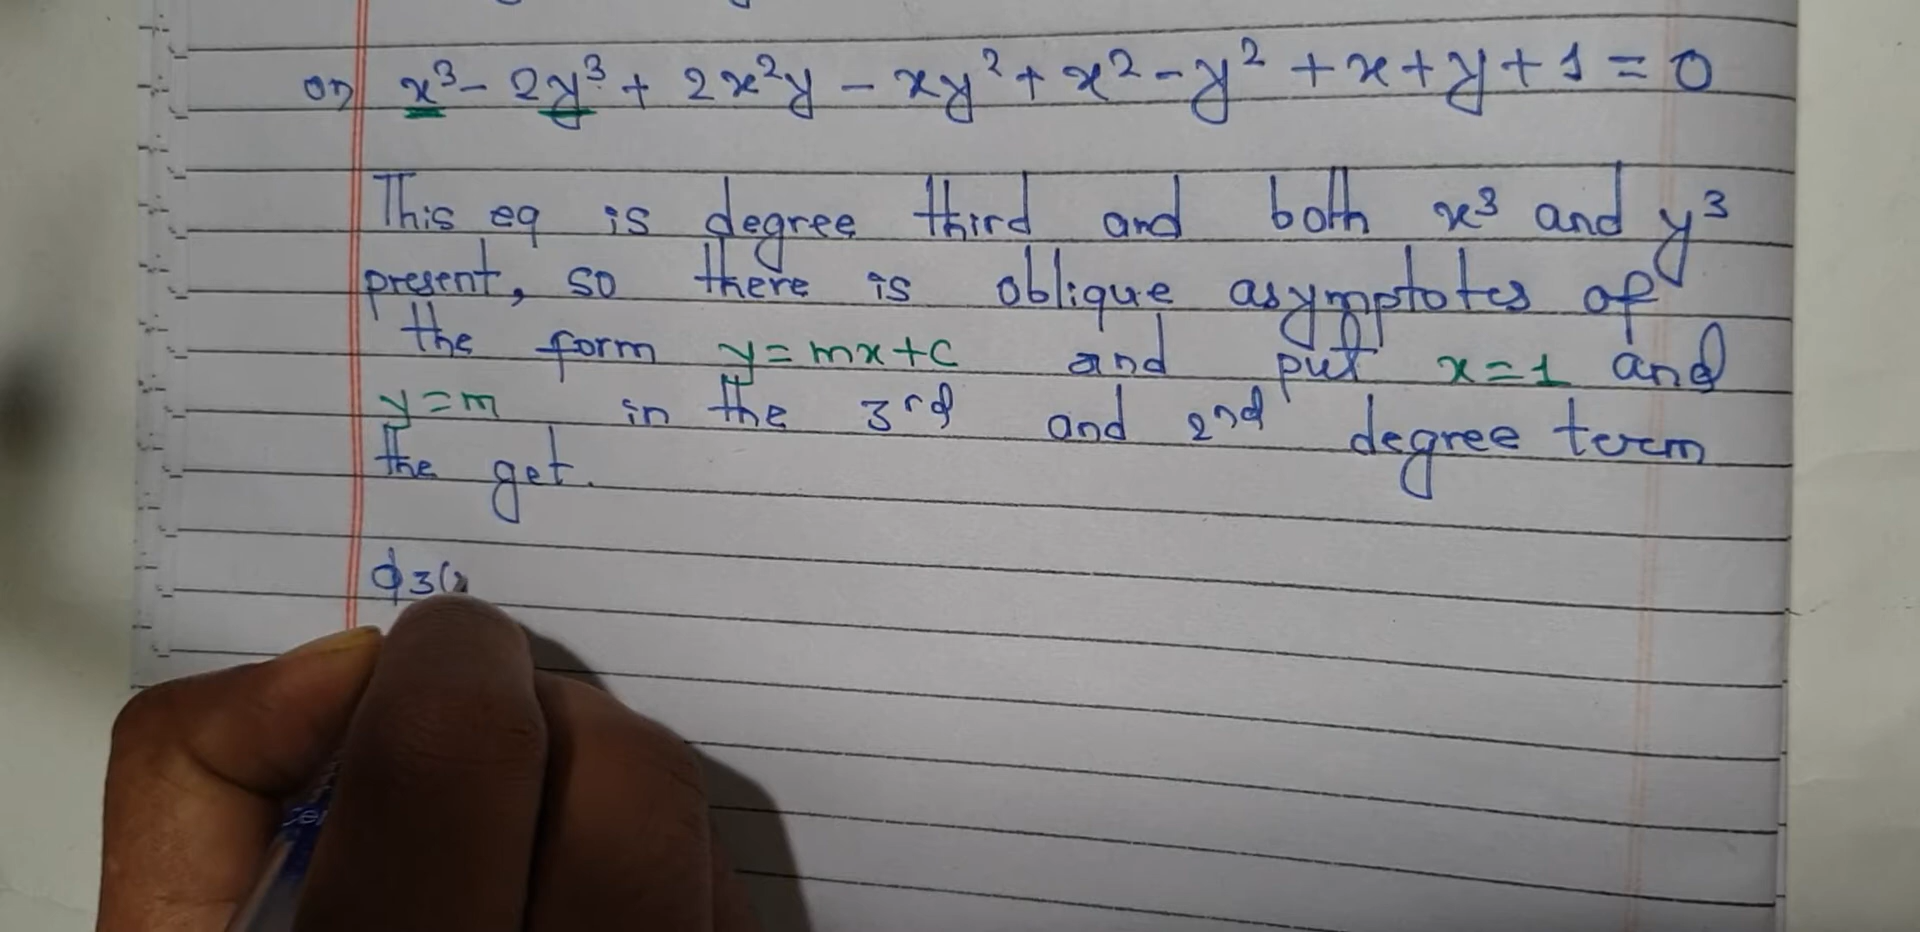 or, x³ - 2y³ + 2x²y - xy² + x² - y² + x + y + 1 = 0
This eq is degree third and both x³ and y³
present, so there is oblique asymptotes of
the form y = mx + c and put x = 1 and
y = m in the 3rd and 2nd degree term
the get.
ϕ3(